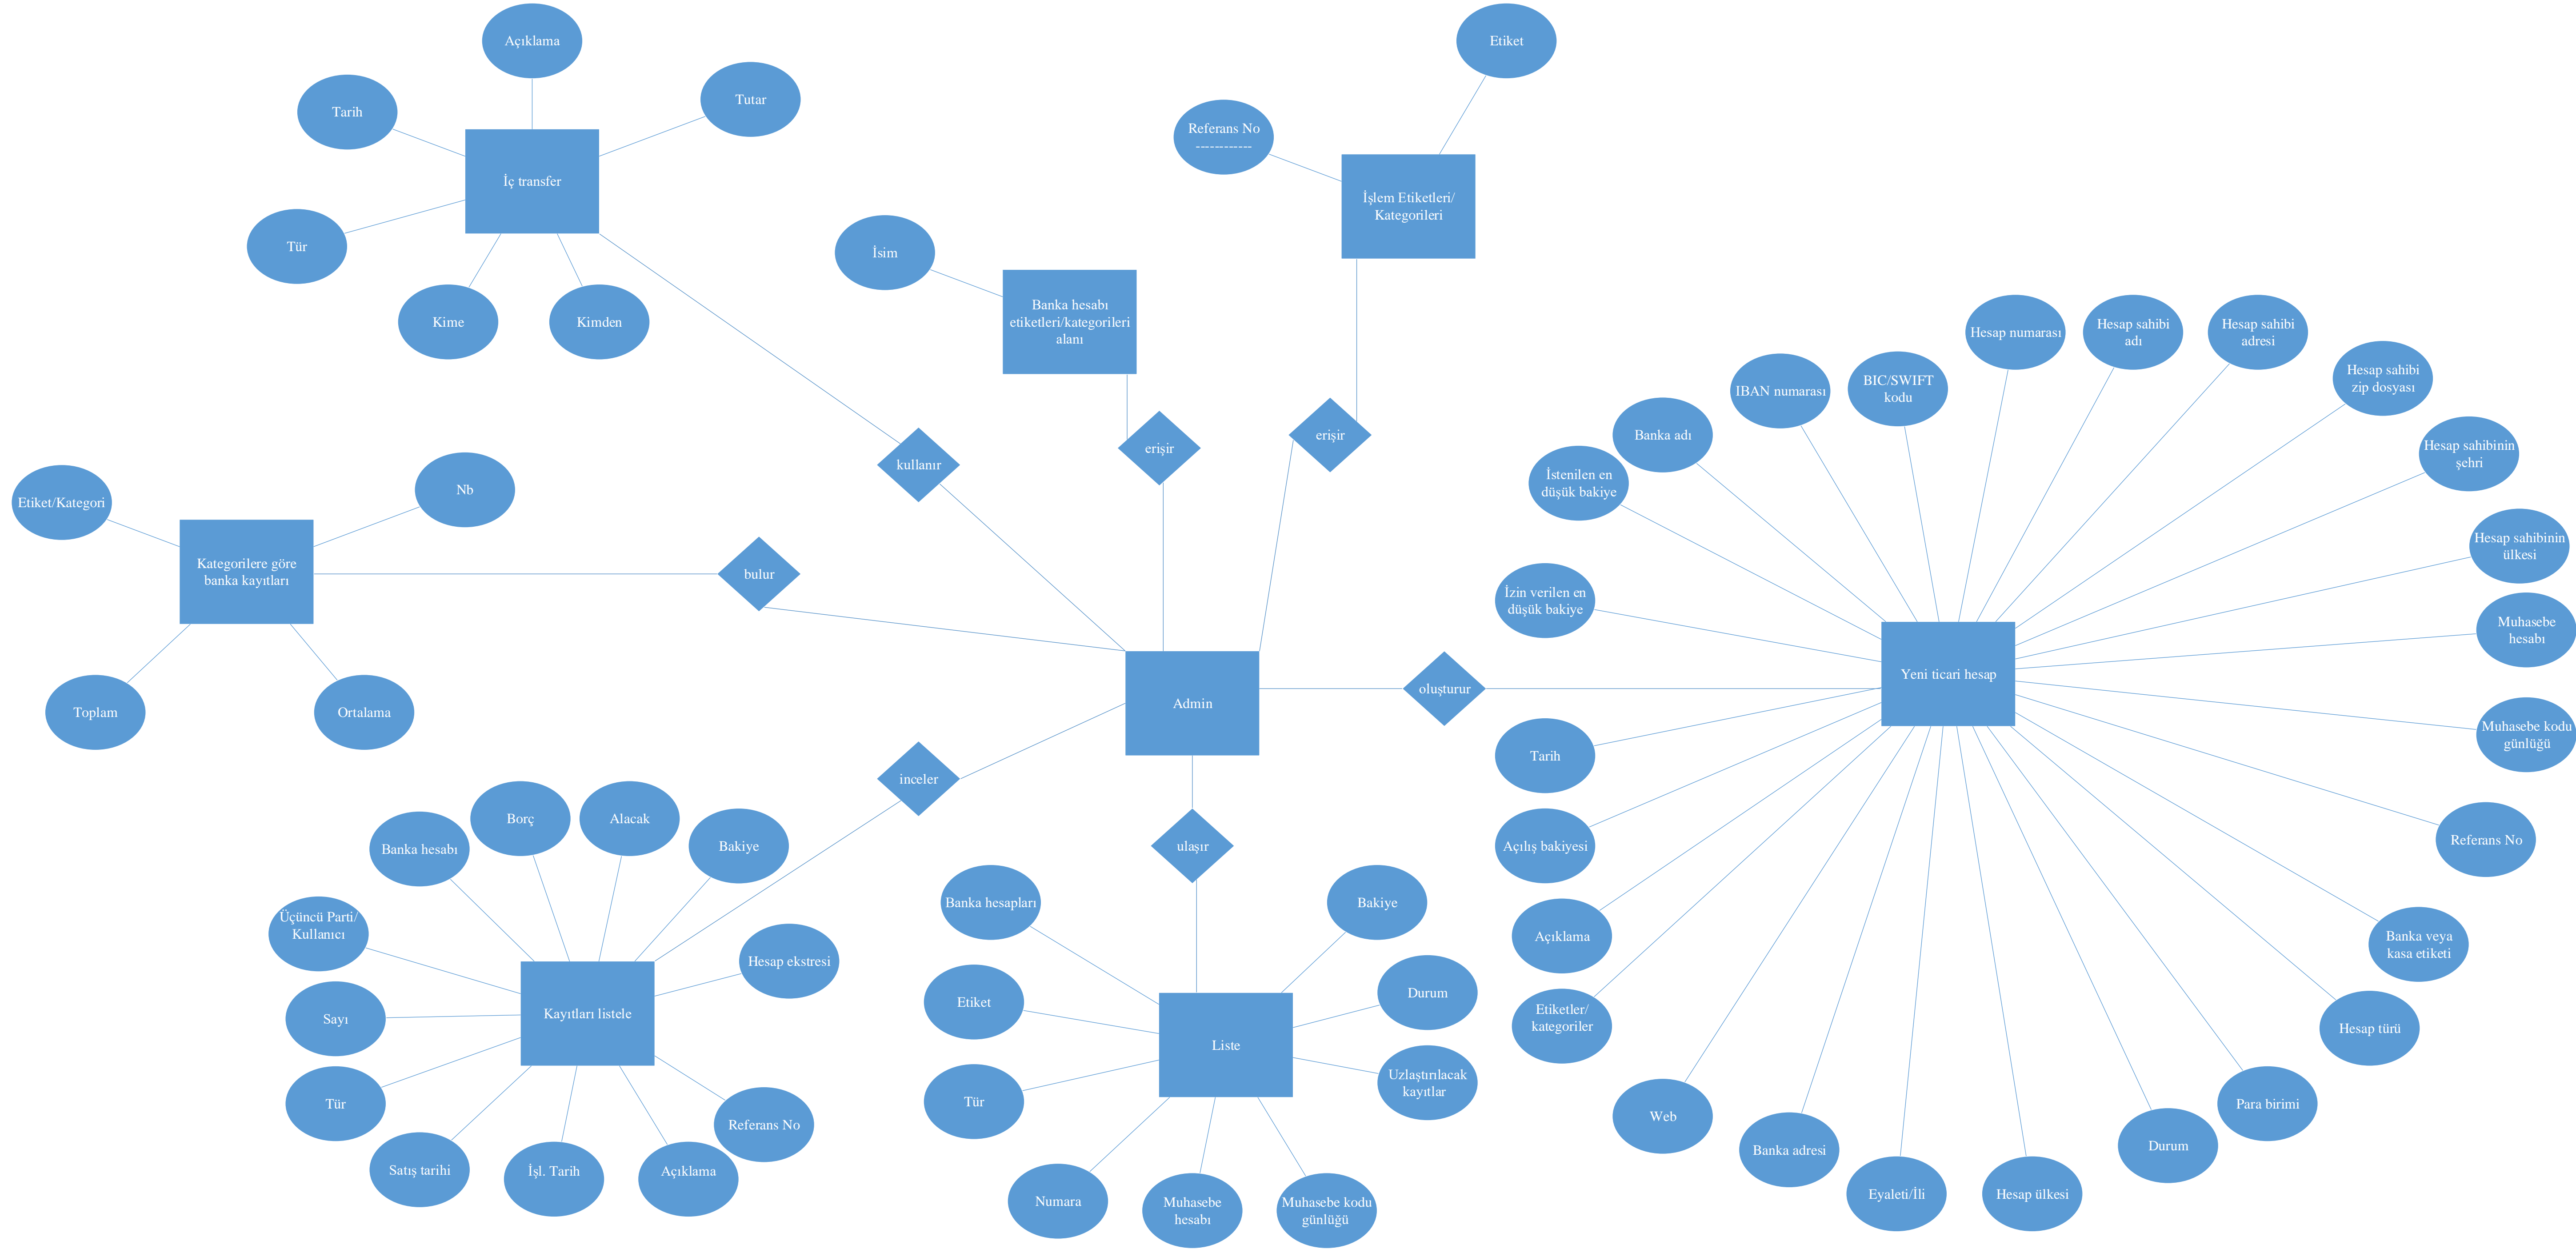 Açıklama
Etiket
Tutar
Tarih
Referans No
------------
İç transfer
İşlem Etiketleri/
Kategorileri
Tür
İsim
Banka hesabı
etiketleri/kategorileri
alanı
Kime
Kimden
Hesap numarası
Hesap sahibi
adı
Hesap sahibi
adresi
Hesap sahibi
zip dosyası
IBAN numarası
BIC/SWIFT
kodu
Banka adı
Hesap sahibinin
şehri
kullanır
erişir
erişir
İstenilen en
düşük bakiye
Etiket/Kategori
Nb
Hesap sahibinin
ülkesi
Kategorilere göre
banka kayıtları
bulur
İzin verilen en
düşük bakiye
Muhasebe
hesabı
Toplam
Ortalama
Admin
oluşturur
Yeni ticari hesap
Muhasebe kodu
günlüğü
Tarih
inceler
Banka hesabı
Borç
Alacak
Bakiye
ulaşır
Açılış bakiyesi
Referans No
Üçüncü Parti/
Kullanıcı
Banka hesapları
Bakiye
Açıklama
Banka veya
kasa etiketi
Hesap ekstresi
Sayı
Kayıtları listele
Etiket
Liste
Durum
Etiketler/
kategoriler
Hesap türü
Tür
Referans No
Tür
Uzlaştırılacak
kayıtlar
Web
Para birimi
Satış tarihi
İşl. Tarih
Açıklama
Numara
Muhasebe
hesabı
Muhasebe kodu
günlüğü
Banka adresi
Eyaleti/İli
Hesap ülkesi
Durum